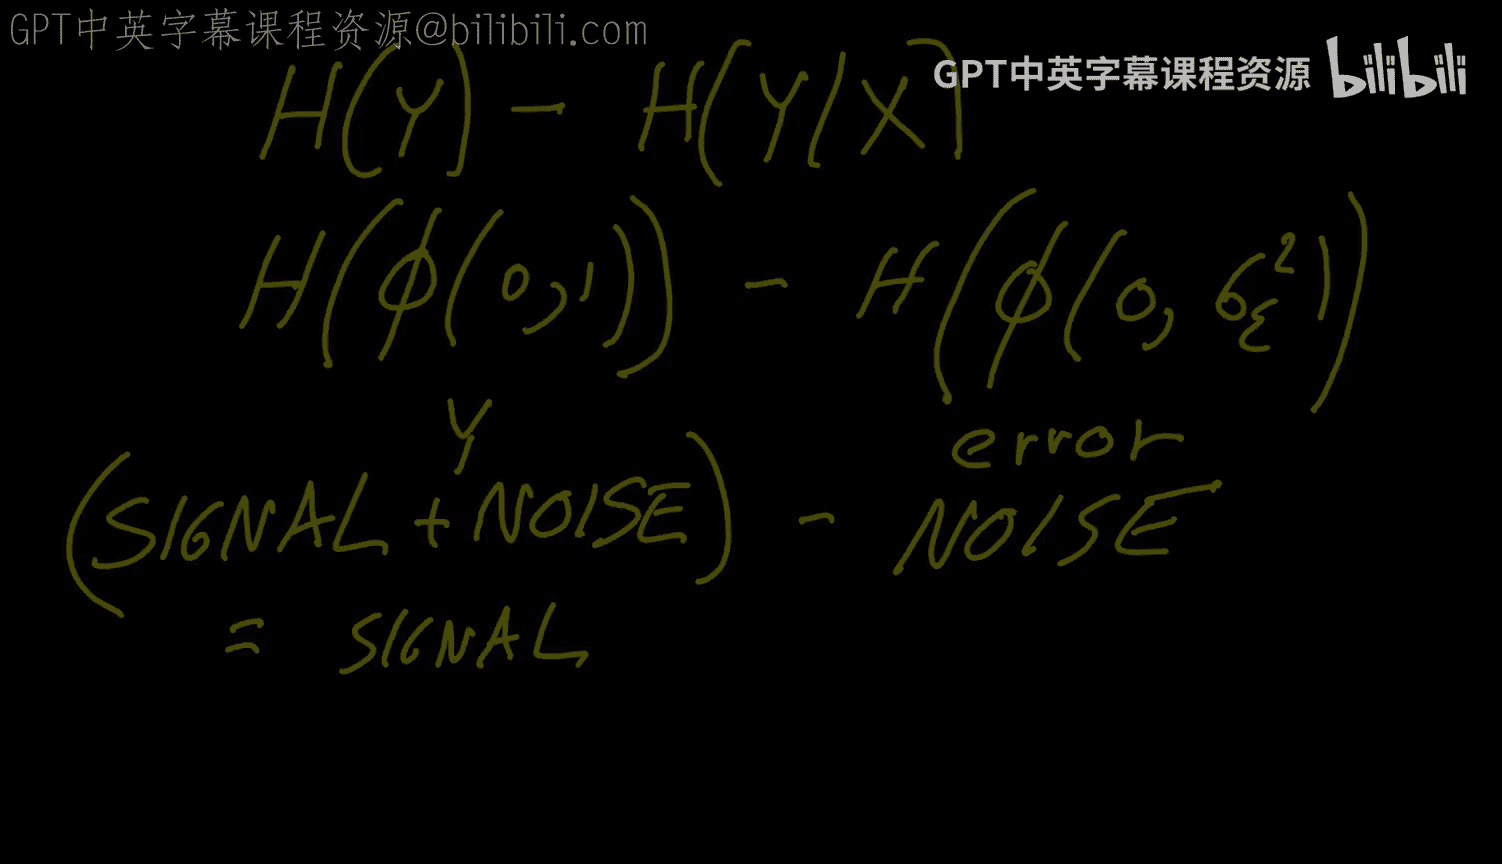 GPT中英字幕课程资源@bilibili.com
GPT中英字幕课程资源 bilibili
H(Y) - H(Y|X)
H(ϕ(0,1)) - H(ϕ(0,σε²))
Y
error
(SIGNAL + NOISE) - NOISE
= SIGNAL